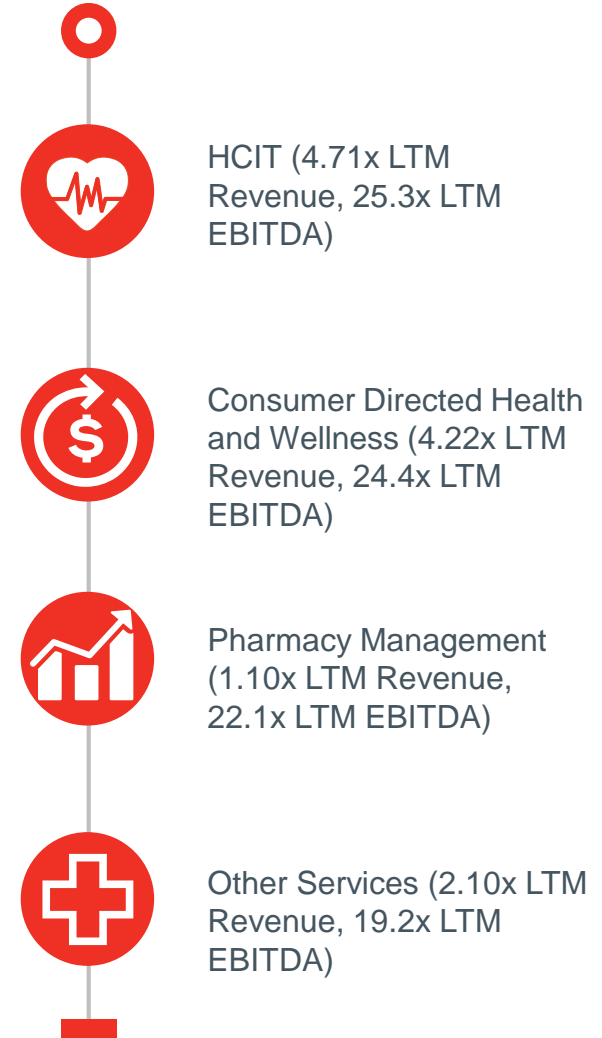 HCIT (4.71x LTM
Revenue, 25.3x LTM
EBITDA)
$
Consumer Directed Health
and Wellness (4.22x LTM
Revenue, 24.4x LTM
EBITDA)
Pharmacy Management
(1.10x LTM Revenue,
22.1x LTM EBITDA)
Other Services (2.10x LTM
Revenue, 19.2x LTM
EBITDA)